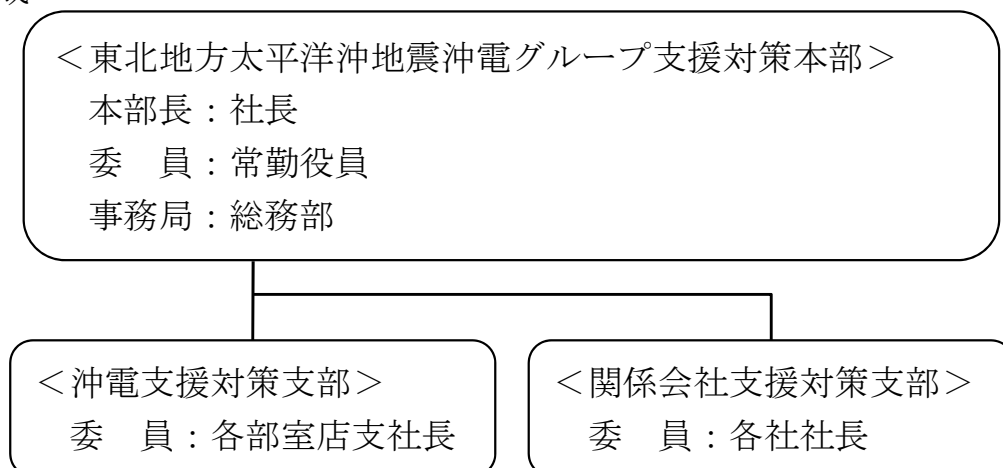 ＜東北地方太平洋沖地震沖電グループ支援対策本部＞
本部長：社長
委　員：常勤役員
事務局：総務部
＜沖電支援対策支部＞
委　員：各部室店支社長
＜関係会社支援対策支部＞
委　員：各社社長